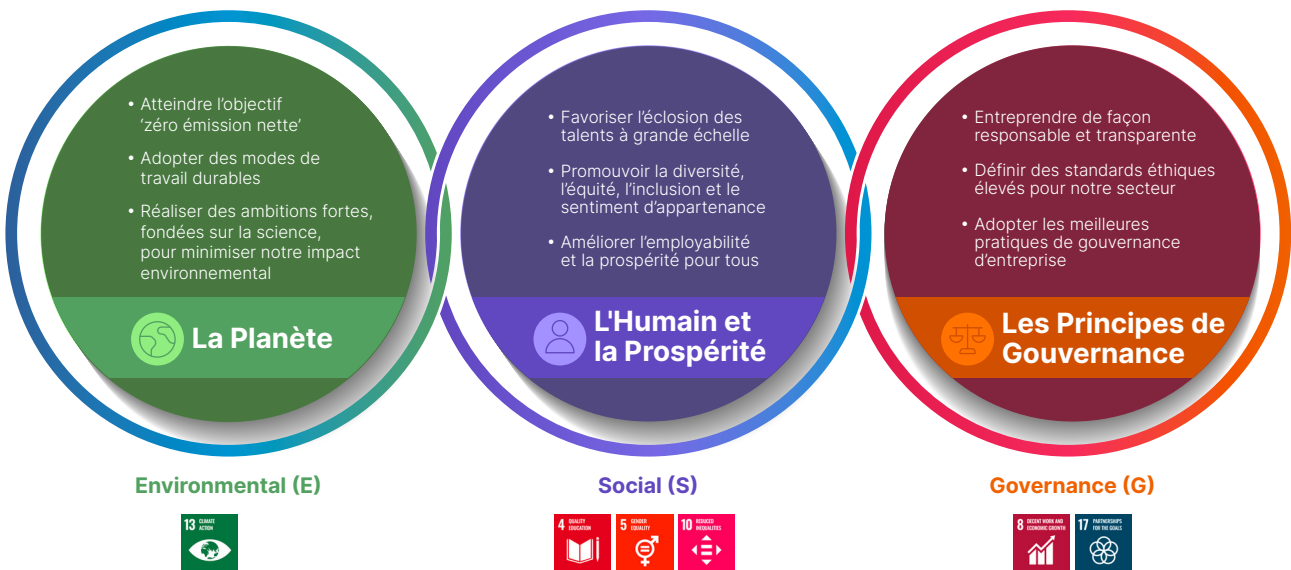 • Atteindre l'objectif
'zéro émission nette'
• Adopter des modes de
travail durables
• Réaliser des ambitions fortes,
fondées sur la science,
pour minimiser notre impact
environnemental
La Planète
Environmental (E)
13 CLIMATE
ACTION
• Favoriser l'éclosion des
talents à grande échelle
• Promouvoir la diversité,
l'équité, l'inclusion et le
sentiment d'appartenance
• Améliorer l'employabilité
et la prospérité pour tous
L'Humain et
la Prospérité
Social (S)
4 QUALITY
EDUCATION
5 GENDER
EQUALITY
10 REDUCED
INEQUALITIES
• Entreprendre de façon
responsable et transparente
• Définir des standards éthiques
élevés pour notre secteur
• Adopter les meilleures
pratiques de gouvernance
d'entreprise
Les Principes de
Gouvernance
Governance (G)
8 DECENT WORK AND
ECONOMIC GROWTH
17 PARTNERSHIPS
FOR THE GOALS